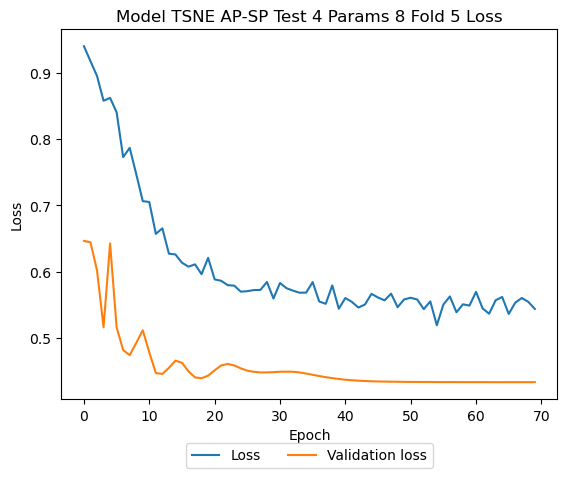 Model TSNE AP-SP Test 4 Params 8 Fold 5 Loss
0.9
0.8
0.7
0.6
0.5
Loss
0 10 20 30 40 50 60 70
Epoch
Loss Validation loss